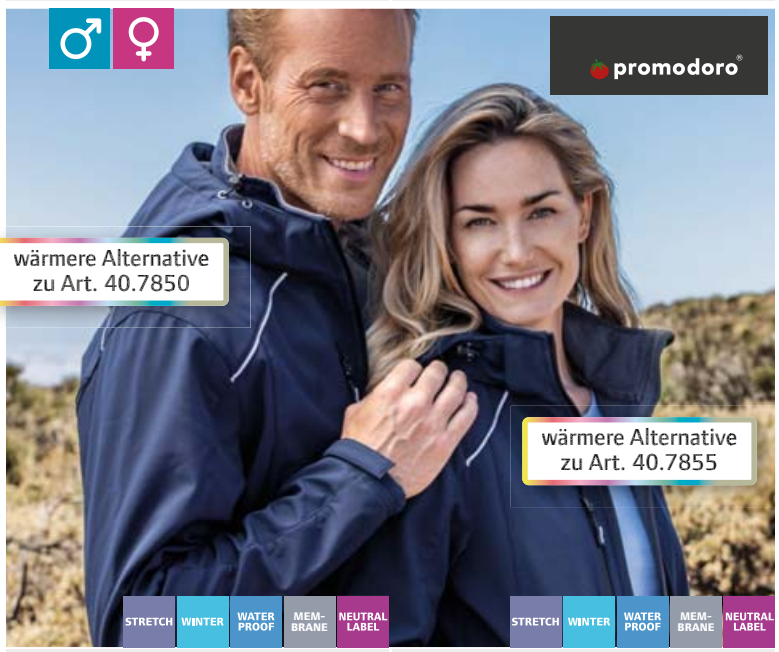 promodoro®
wärmere Alternative
zu Art. 40.7850
wärmere Alternative
zu Art. 40.7855
STRETCH
WINTER
WATER
PROOF
MEM-
BRANE
NEUTRAL
LABEL
STRETCH
WINTER
WATER
PROOF
MEM-
BRANE
NEUTRAL
LABEL